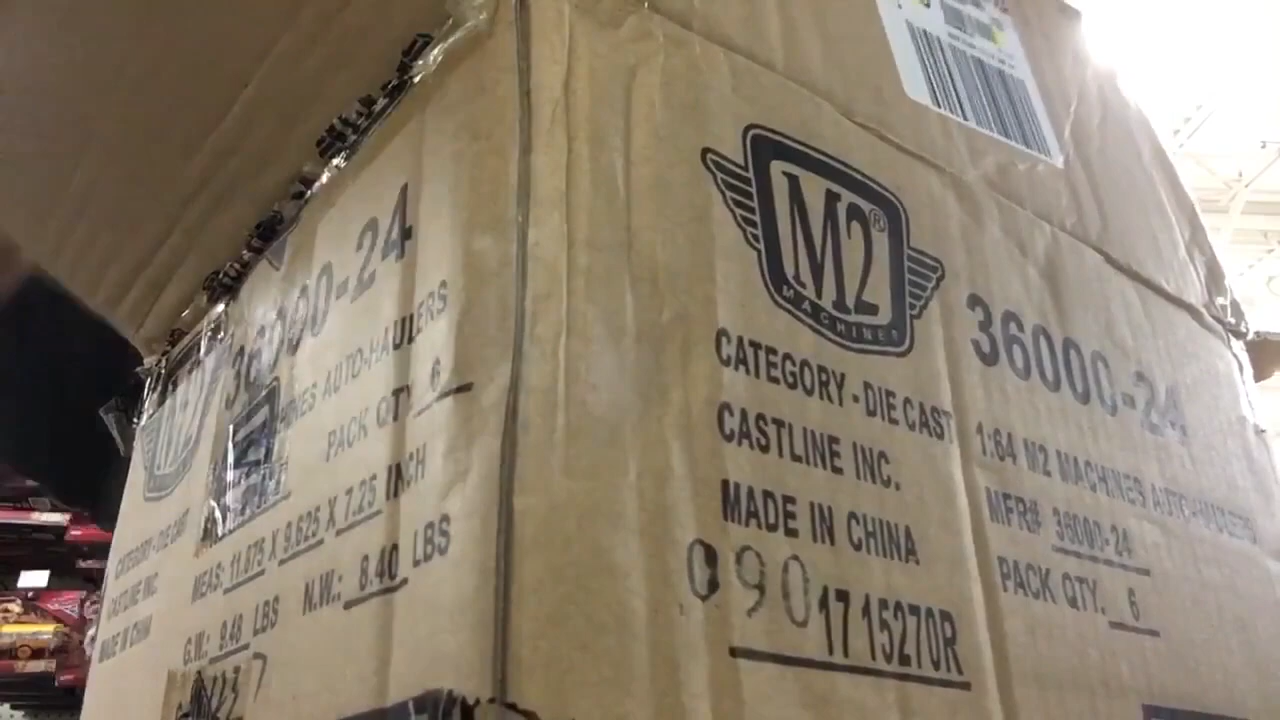 36000-24
M2
INES AUTO-HAULERS
PACK QTY. 6
MEAS: 11.875 X 9.625 X 7.25 INCH
G.W.: 9.48 LBS N.W.: 8.40 LBS
CATEGORY - DIE CAST
CASTLINE INC.
MADE IN CHINA
M2®
MACHINES
CATEGORY - DIE CAST
CASTLINE INC.
MADE IN CHINA
090 17 15270R
36000-24
1:64 M2 MACHINES AUTO-HAULERS
MFR# 36000-24
PACK QTY. 6